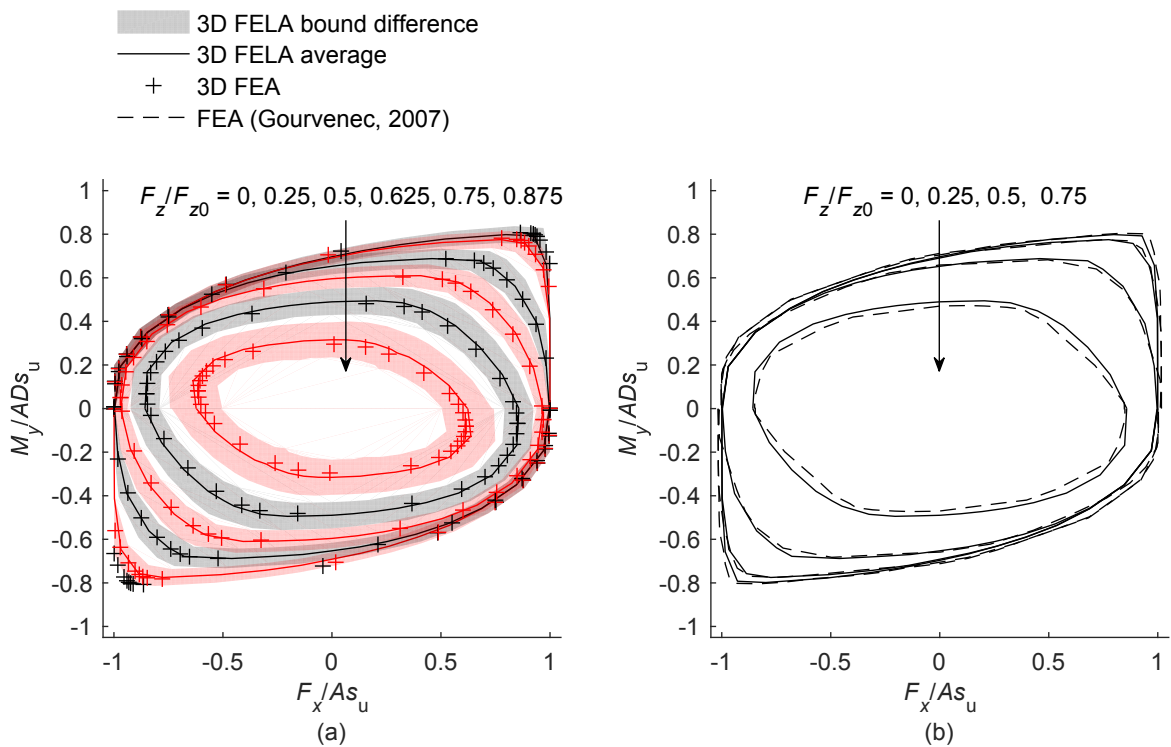 3D FELA bound difference
3D FELA average
3D FEA
FEA (Gourvenec, 2007)
F_z/F_z0 = 0, 0.25, 0.5, 0.625, 0.75, 0.875
1
0.8
0.6
0.4
0.2
0
-0.2
-0.4
-0.6
-0.8
-1
M_y/ADs_u
-1
-0.5
0
0.5
1
F_x/As_u
(a)
F_z/F_z0 = 0, 0.25, 0.5, 0.75
1
0.8
0.6
0.4
0.2
0
-0.2
-0.4
-0.6
-0.8
-1
M_y/ADs_u
-1
-0.5
0
0.5
1
F_x/As_u
(b)